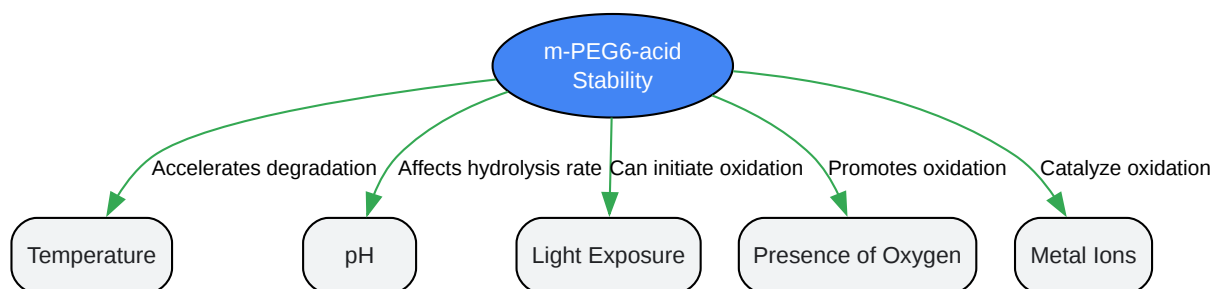 m-PEG6-acid
Stability
Accelerates degradation
Affects hydrolysis rate
Can initiate oxidation
Promotes oxidation
Catalyze oxidation
Temperature
pH
Light Exposure
Presence of Oxygen
Metal Ions